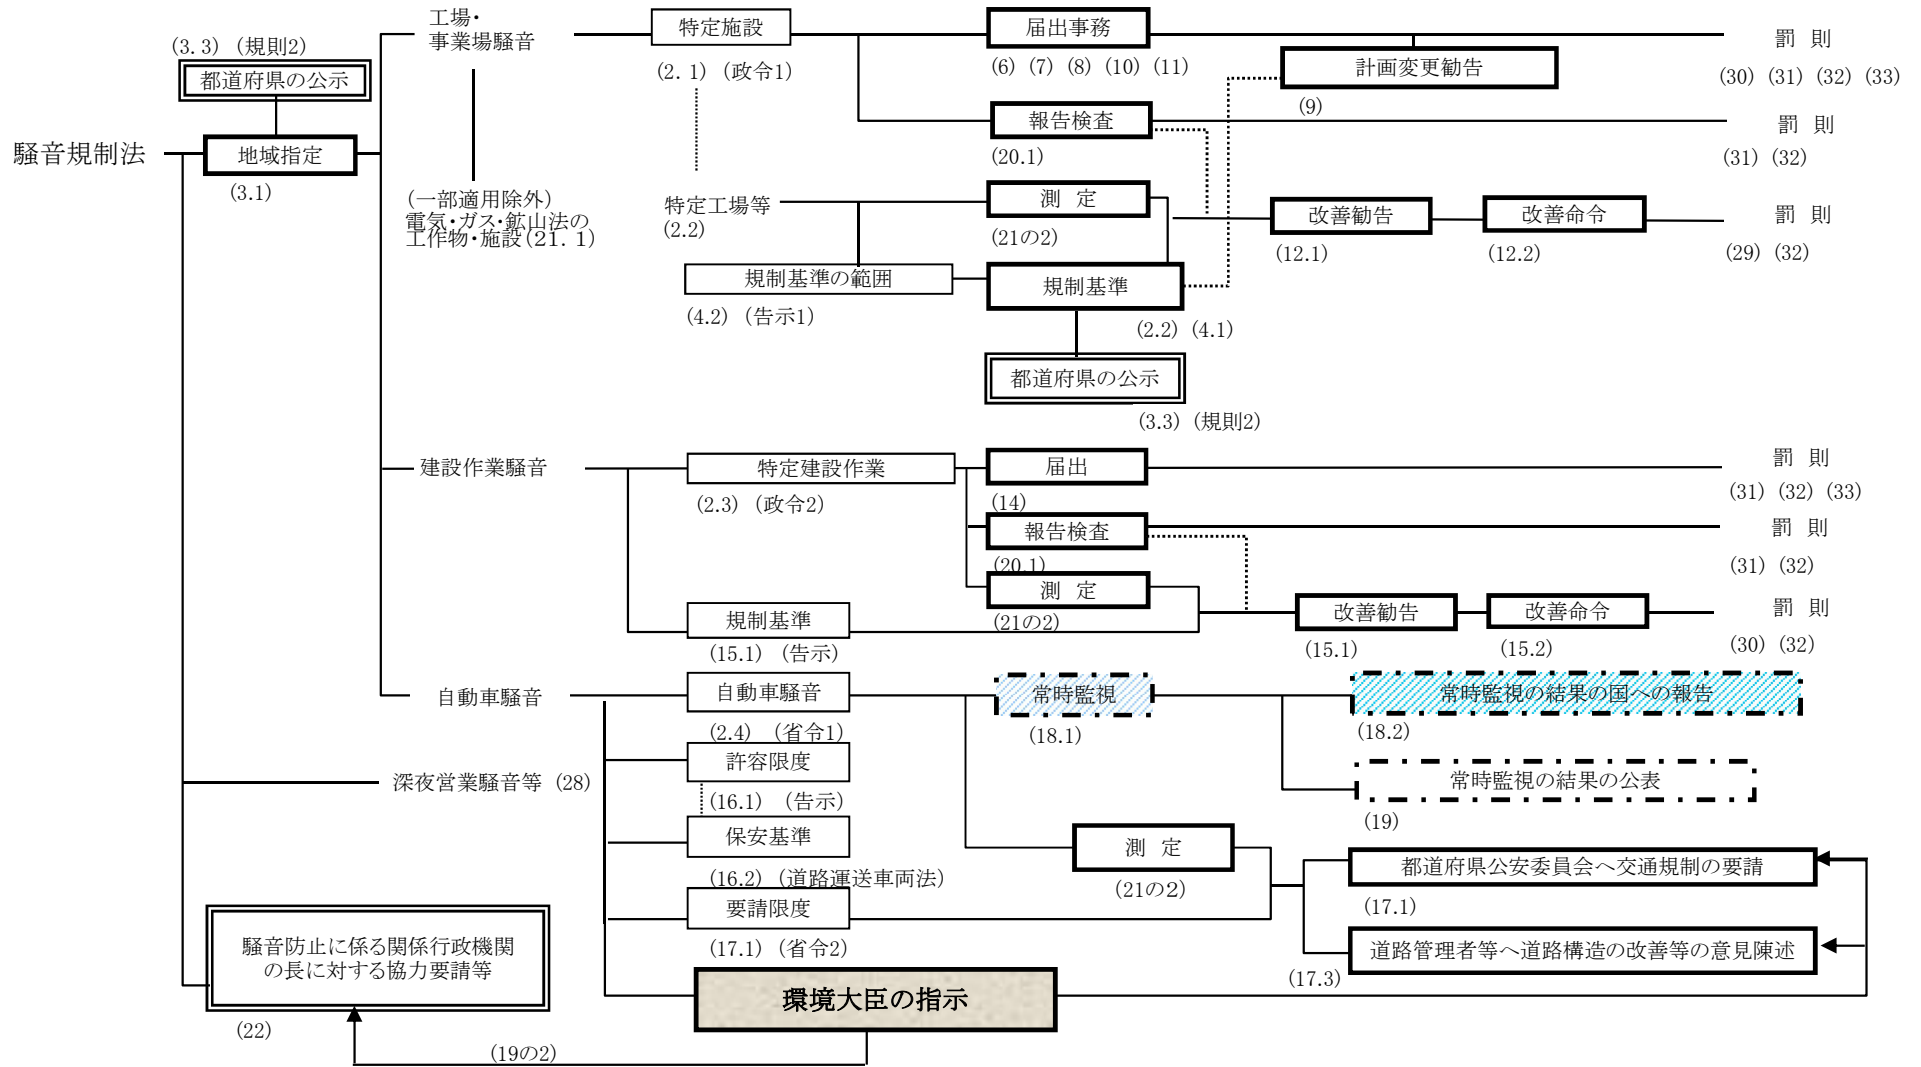 騒音規制法
(3.3) (規則2)
都道府県の公示
地域指定
(3.1)
工場・
事業場騒音
(一部適用除外)
電気・ガス・鉱山法の
工作物・施設(21.1)
特定施設
(2.1) (政令1)
特定工場等
(2.2)
規制基準の範囲
(4.2) (告示1)
届出事務
(6) (7) (8) (10) (11)
計画変更勧告
(9)
罰 則
(30) (31) (32) (33)
報告検査
(20.1)
罰 則
(31) (32)
測 定
(21の2)
改善勧告
(12.1)
改善命令
(12.2)
罰 則
(29) (32)
規制基準
(2.2) (4.1)
都道府県の公示
(3.3) (規則2)
建設作業騒音
特定建設作業
(2.3) (政令2)
届出
(14)
罰 則
(31) (32) (33)
報告検査
(20.1)
罰 則
(31) (32)
測 定
(21の2)
規制基準
(15.1) (告示)
改善勧告
(15.1)
改善命令
(15.2)
罰 則
(30) (32)
自動車騒音
自動車騒音
(2.4) (省令1)
常時監視
(18.1)
常時監視の結果の国への報告
(18.2)
常時監視の結果の公表
(19)
許容限度
(16.1) (告示)
保安基準
(16.2) (道路運送車両法)
要請限度
(17.1) (省令2)
測 定
(21の2)
都道府県公安委員会へ交通規制の要請
(17.1)
道路管理者等へ道路構造の改善等の意見陳述
(17.3)
深夜営業騒音等 (28)
騒音防止に係る関係行政機関
の長に対する協力要請等
(22)
環境大臣の指示
(19の2)